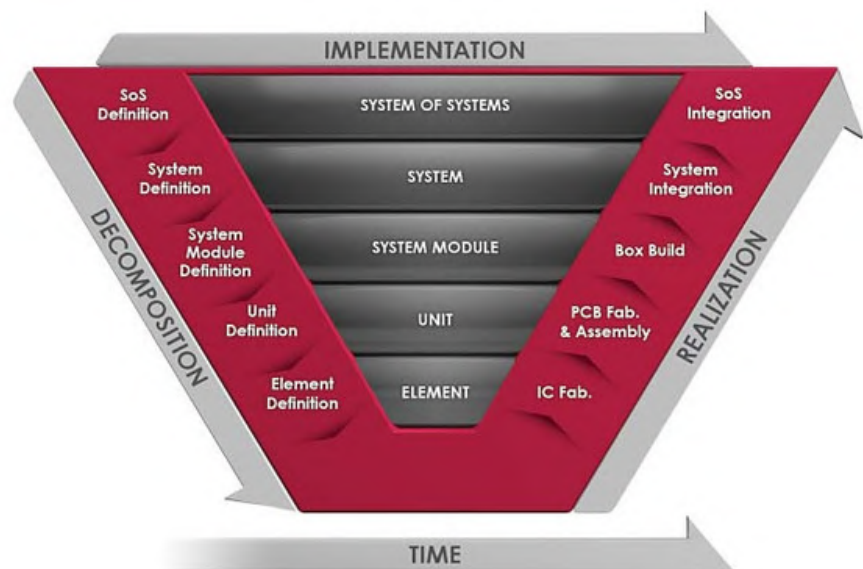 IMPLEMENTATION
SoS
Definition
SYSTEM OF SYSTEMS
SoS
Integration
System
Definition
SYSTEM
System
Integration
DECOMPOSITION
System
Module
Definition
SYSTEM MODULE
Box Build
REALIZATION
Unit
Definition
UNIT
PCB Fab.
& Assembly
Element
Definition
ELEMENT
IC Fab.
TIME